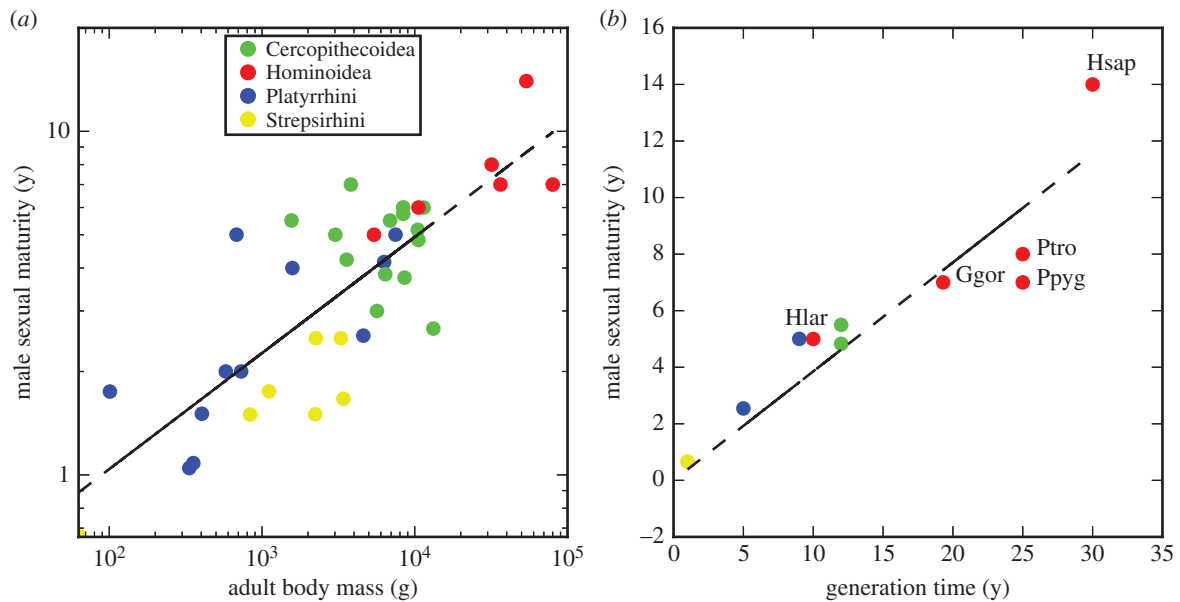 (a)
Cercopithecoidea
Hominoidea
Platyrrhini
Strepsirhini
10
1
male sexual maturity (y)
10² 10³ 10⁴ 10⁵
adult body mass (g)
(b)
16
14
12
10
8
6
4
2
0
–2
male sexual maturity (y)
Hsap
Ptro
Ggor
Ppyg
Hlar
0 5 10 15 20 25 30 35
generation time (y)